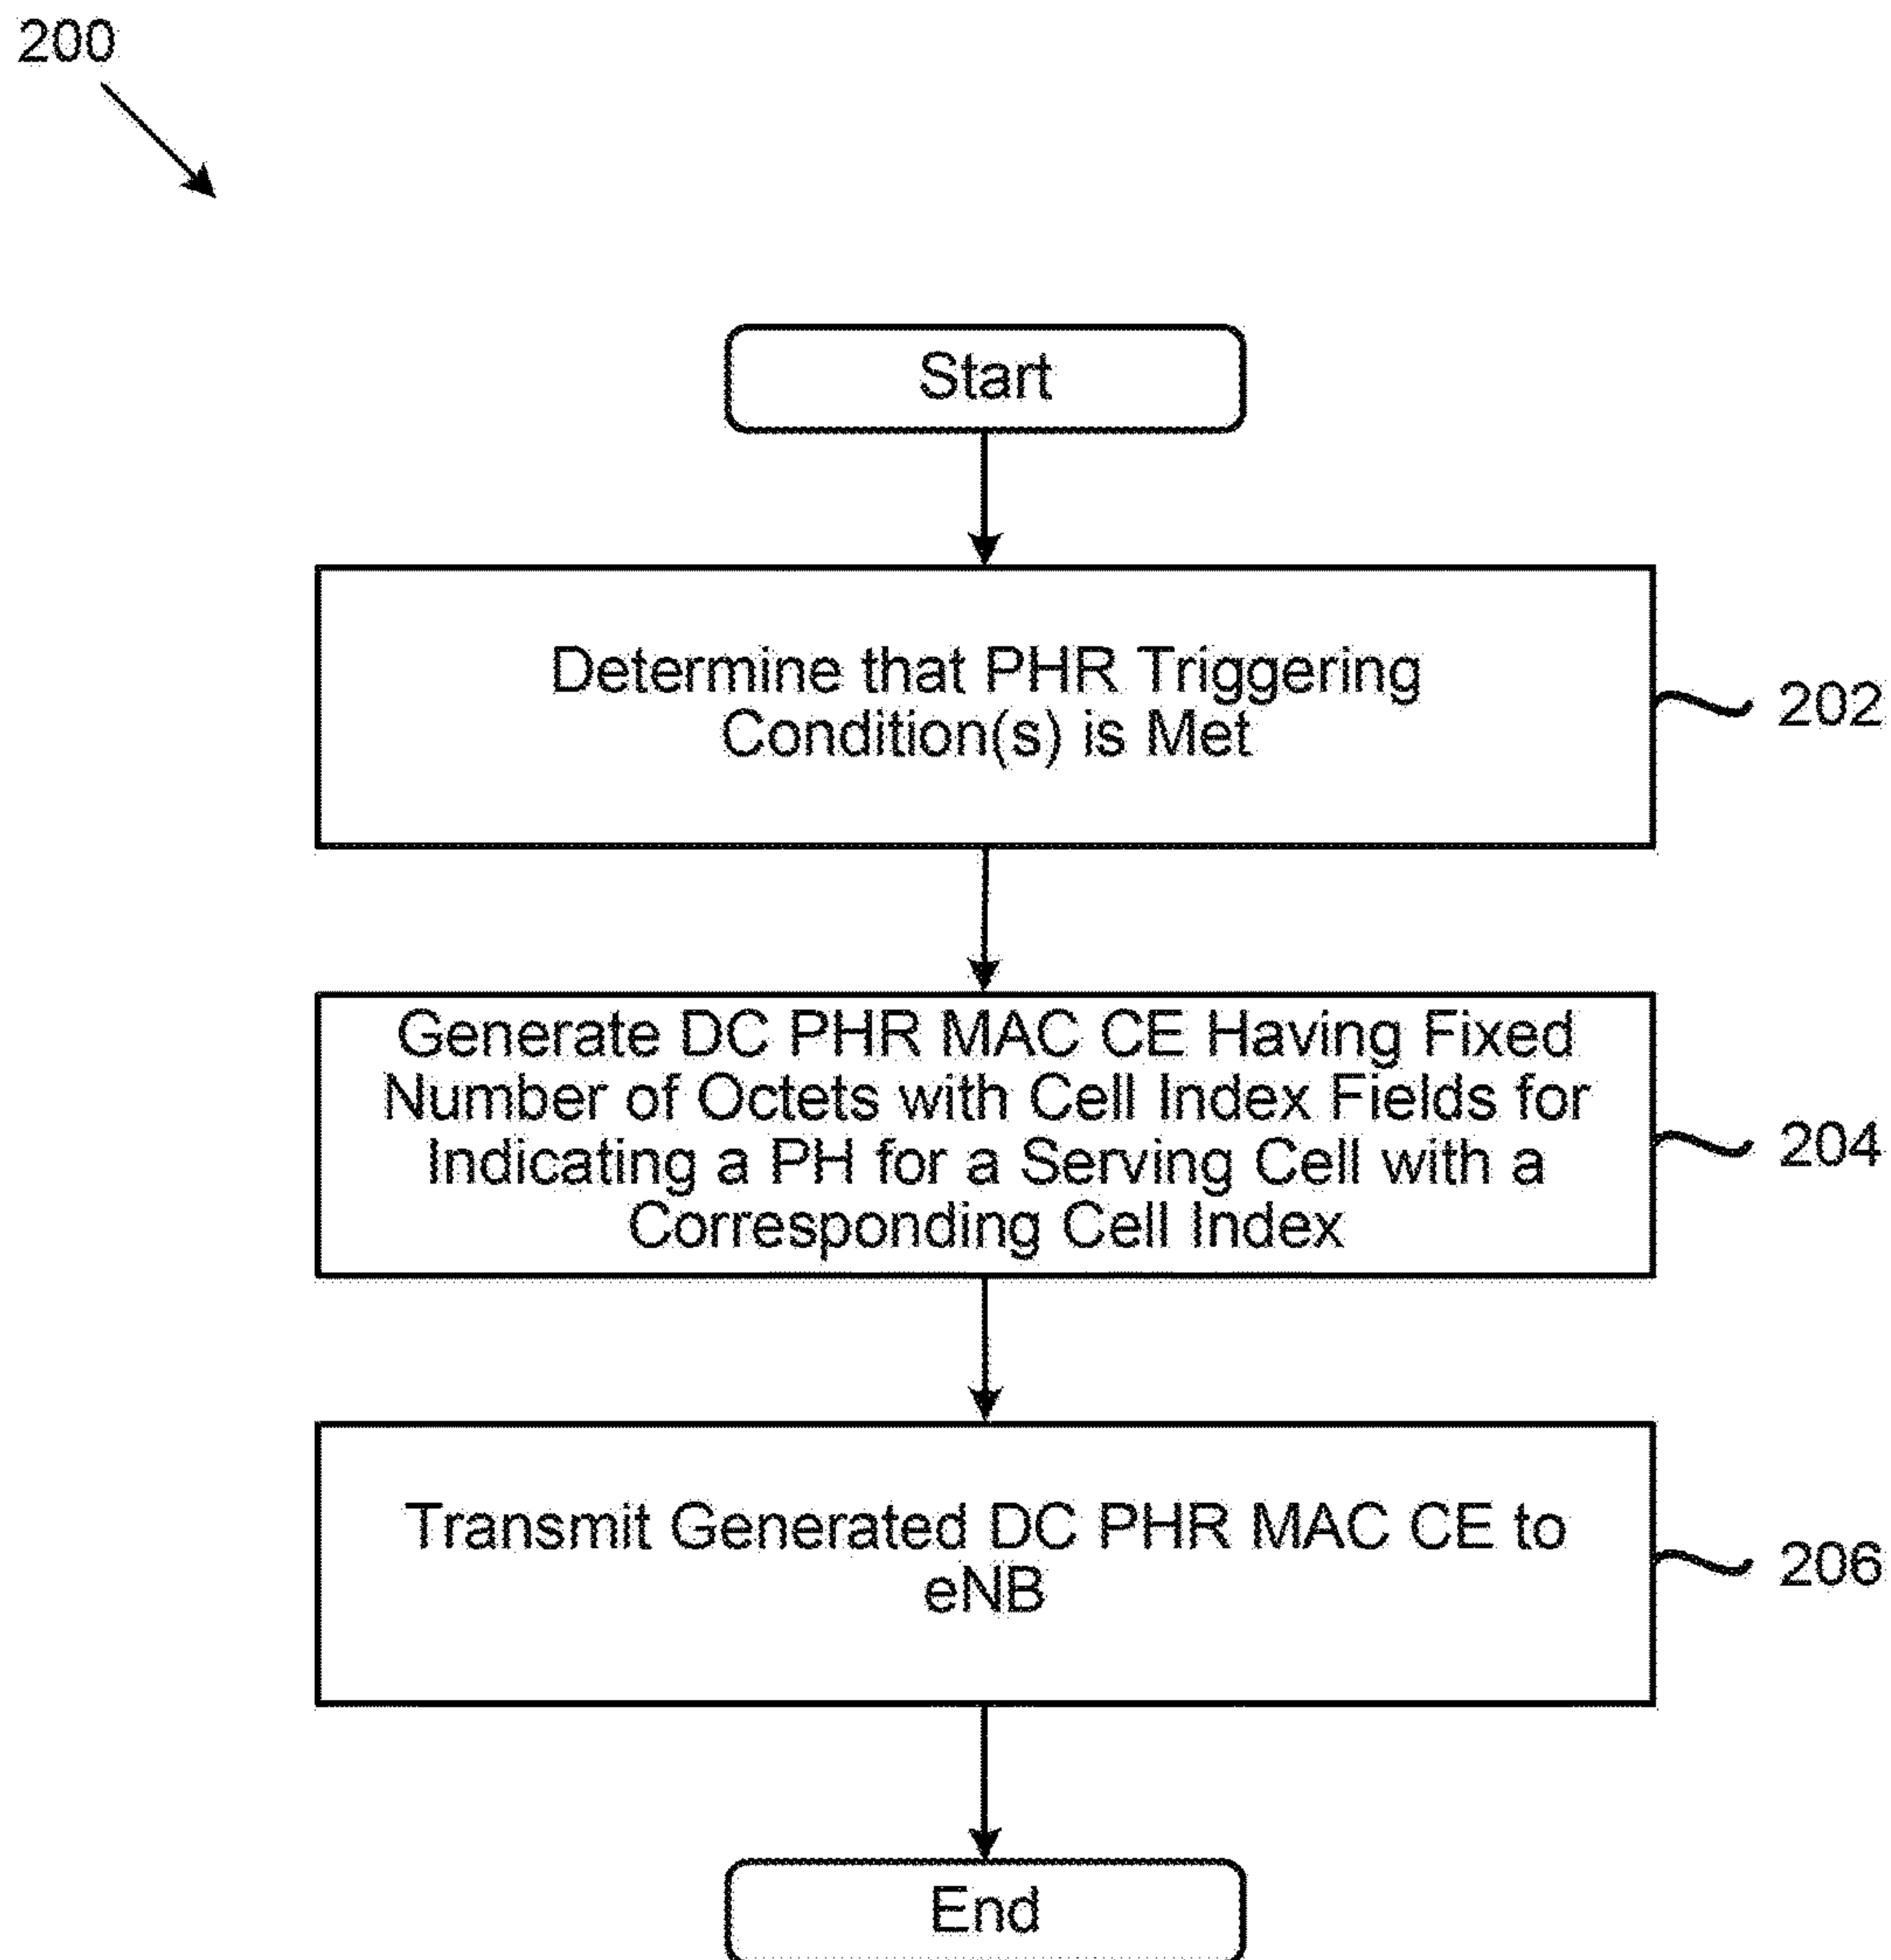 200
Start
Determine that PHR Triggering
Condition(s) is Met
202
Generate DC PHR MAC CE Having Fixed
Number of Octets with Cell Index Fields for
Indicating a PH for a Serving Cell with a
Corresponding Cell Index
204
Transmit Generated DC PHR MAC CE to
eNB
206
End